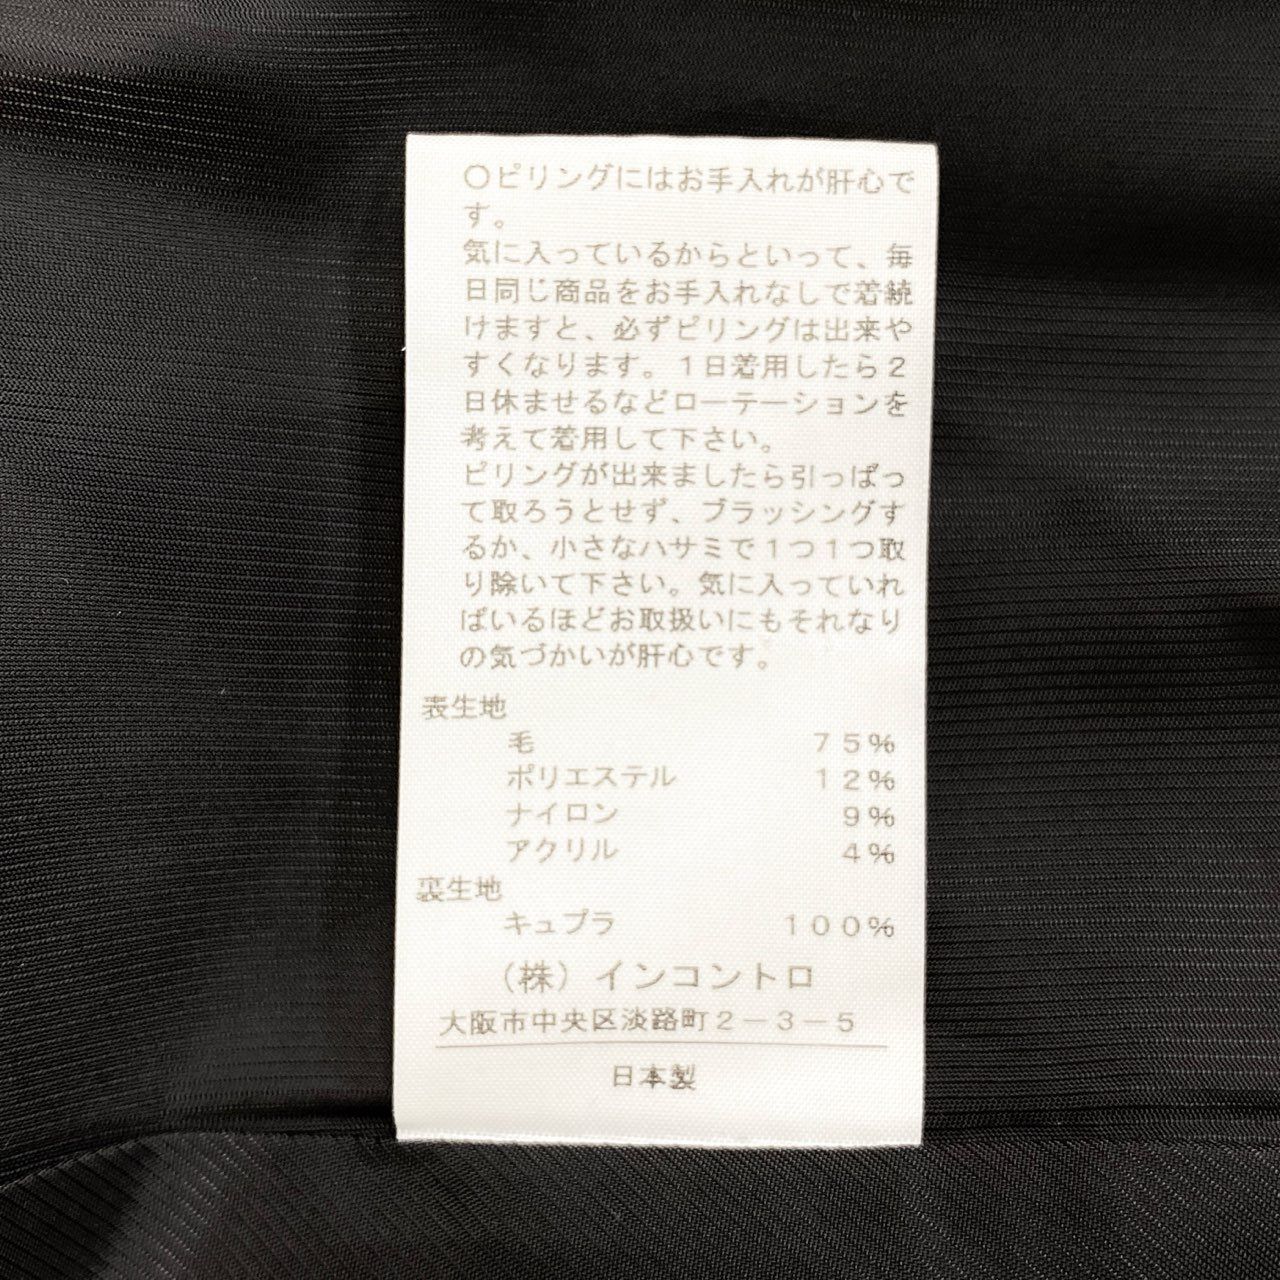 ○ピリングにはお手入れが肝心で
す。
気に入っているからといって、毎
日同じ商品をお手入れなしで着続
けますと、必ずピリングは出来や
すくなります。１日着用したら２
日休ませるなどローテーションを
考えて着用して下さい。
ピリングが出来ましたら引っぱっ
て取ろうとせず、ブラッシングす
るか、小さなハサミで１つ１つ取
り除いて下さい。気に入っていれ
ばいるほどお取扱いにもそれなり
の気づかいが肝心です。
表生地
毛 ７５％
ポリエステル １２％
ナイロン ９％
アクリル ４％
裏生地
キュプラ １００％
（株）インコントロ
大阪市中央区淡路町２－３－５
日本製